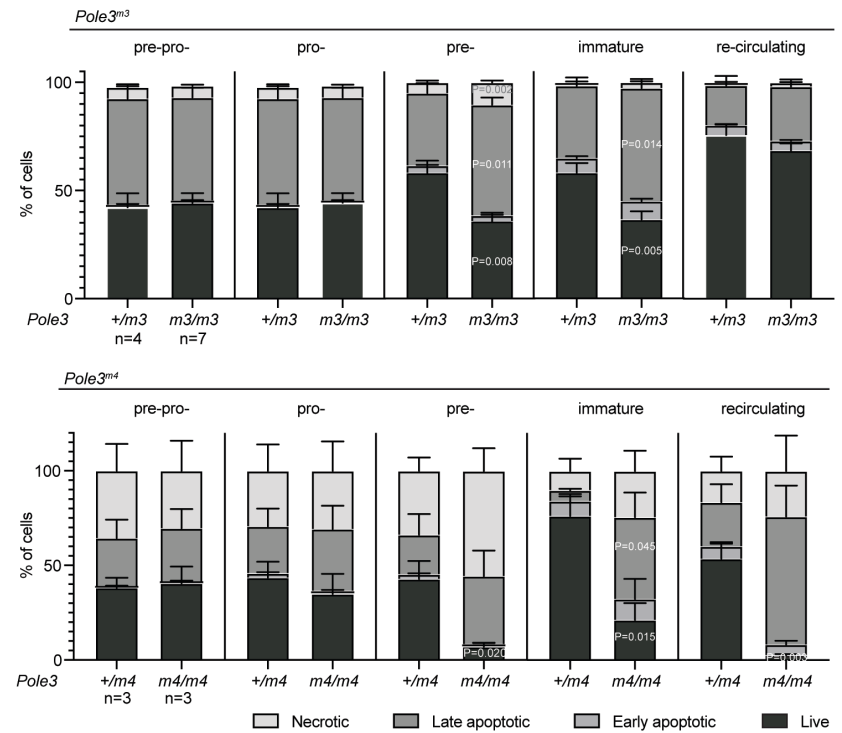 Pole3m3
pre-pro- pro- pre- immature re-circulating
100
50
0
% of cells
P=0.002
P=0.011
P=0.008
P=0.014
P=0.005
Pole3 +/m3 m3/m3 +/m3 m3/m3 +/m3 m3/m3 +/m3 m3/m3 +/m3 m3/m3
n=4 n=7
Pole3m4
pre-pro- pro- pre- immature recirculating
100
50
0
% of cells
P=0.020
P=0.045
P=0.015
Pole3 +/m4 m4/m4 +/m4 m4/m4 +/m4 m4/m4 +/m4 m4/m4 +/m4 m4/m4
n=3 n=3
Necrotic Late apoptotic Early apoptotic Live